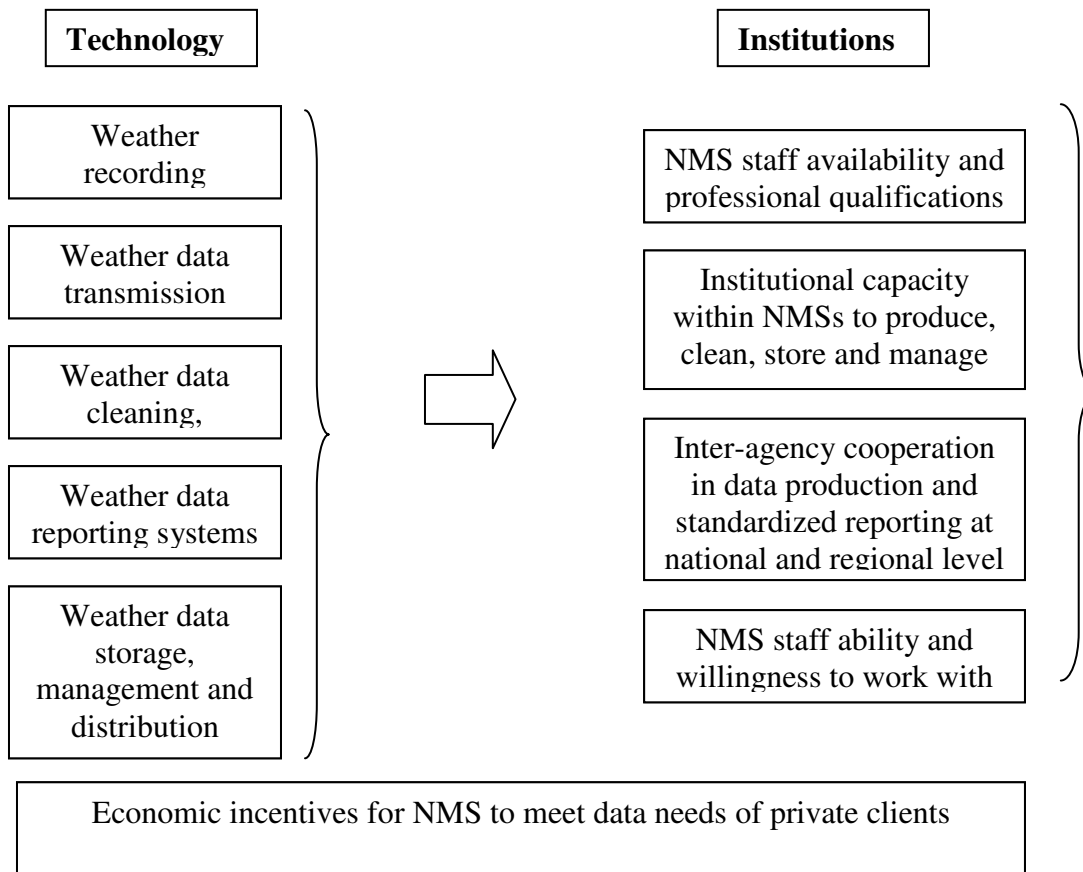 Technology
Weather
recording
Weather data
transmission
Weather data
cleaning,
Weather data
reporting systems
Weather data
storage,
management and
distribution
Institutions
NMS staff availability and
professional qualifications
Institutional capacity
within NMSs to produce,
clean, store and manage
Inter-agency cooperation
in data production and
standardized reporting at
national and regional level
NMS staff ability and
willingness to work with
Economic incentives for NMS to meet data needs of private clients